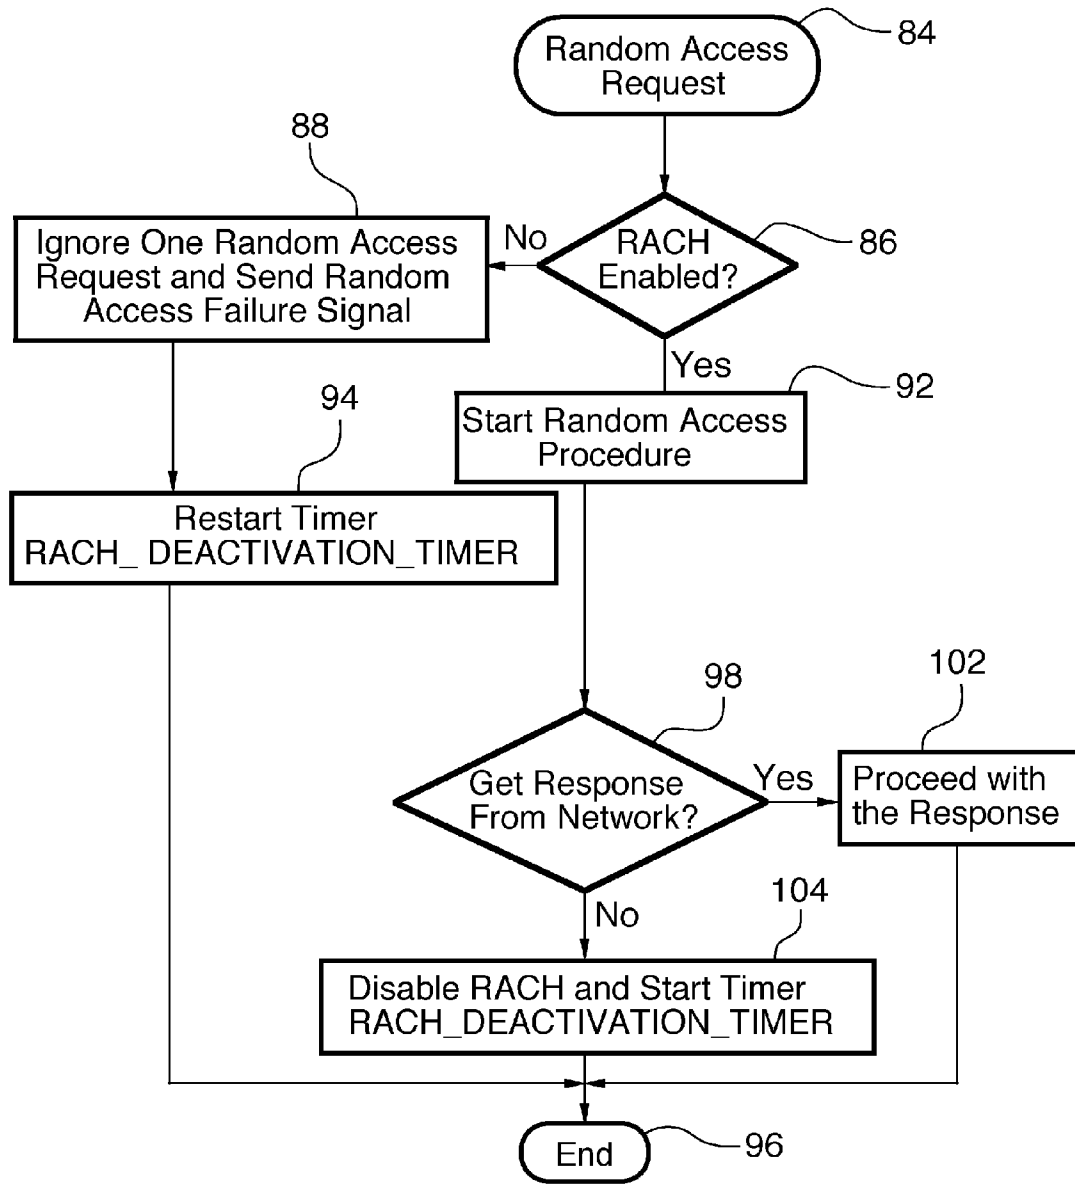 84
Random Access
Request
88
86
RACH
Enabled?
No
Ignore One Random Access
Request and Send Random
Access Failure Signal
Yes
92
Start Random Access
Procedure
94
Restart Timer
RACH_ DEACTIVATION_TIMER
98
102
Get Response
From Network?
Yes
Proceed with
the Response
No
104
Disable RACH and Start Timer
RACH_DEACTIVATION_TIMER
End
96